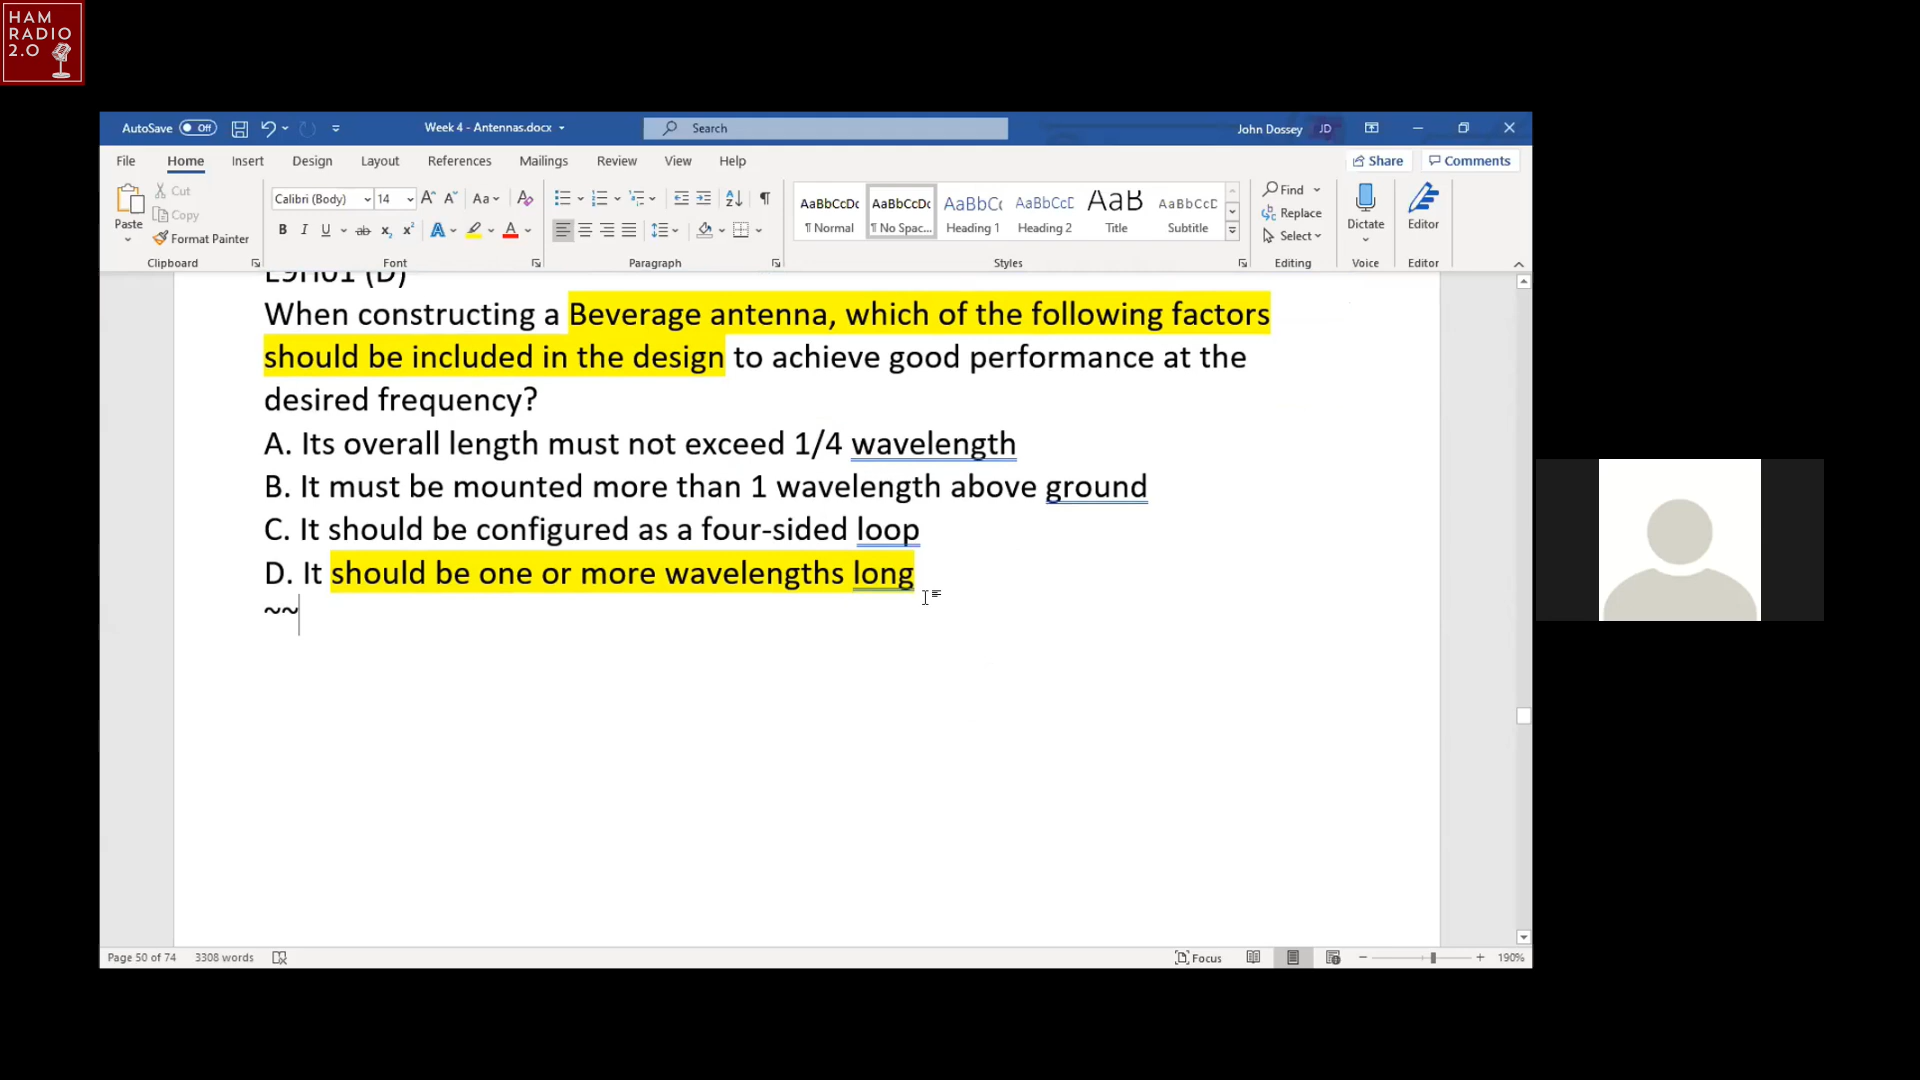 HAM
RADIO
2.0
AutoSave Off
Week 4 - Antennas.docx
Search
John Dossey JD
File Home Insert Design Layout References Mailings Review View Help
Share Comments
Paste
Cut
Copy
Format Painter
Clipboard
Calibri (Body) 14
Font
Paragraph
AaBbCcDc AaBbCcDc AaBbCc AaBbCcD AaB AaBbCcD
¶ Normal ¶ No Spac... Heading 1 Heading 2 Title Subtitle
Styles
Find
Replace
Select
Editing
Dictate
Voice
Editor
Editor
E9H01 (D)
When constructing a Beverage antenna, which of the following factors
should be included in the design to achieve good performance at the
desired frequency?
A. Its overall length must not exceed 1/4 wavelength
B. It must be mounted more than 1 wavelength above ground
C. It should be configured as a four-sided loop
D. It should be one or more wavelengths long
~~
Page 50 of 74 3308 words
Focus
190%